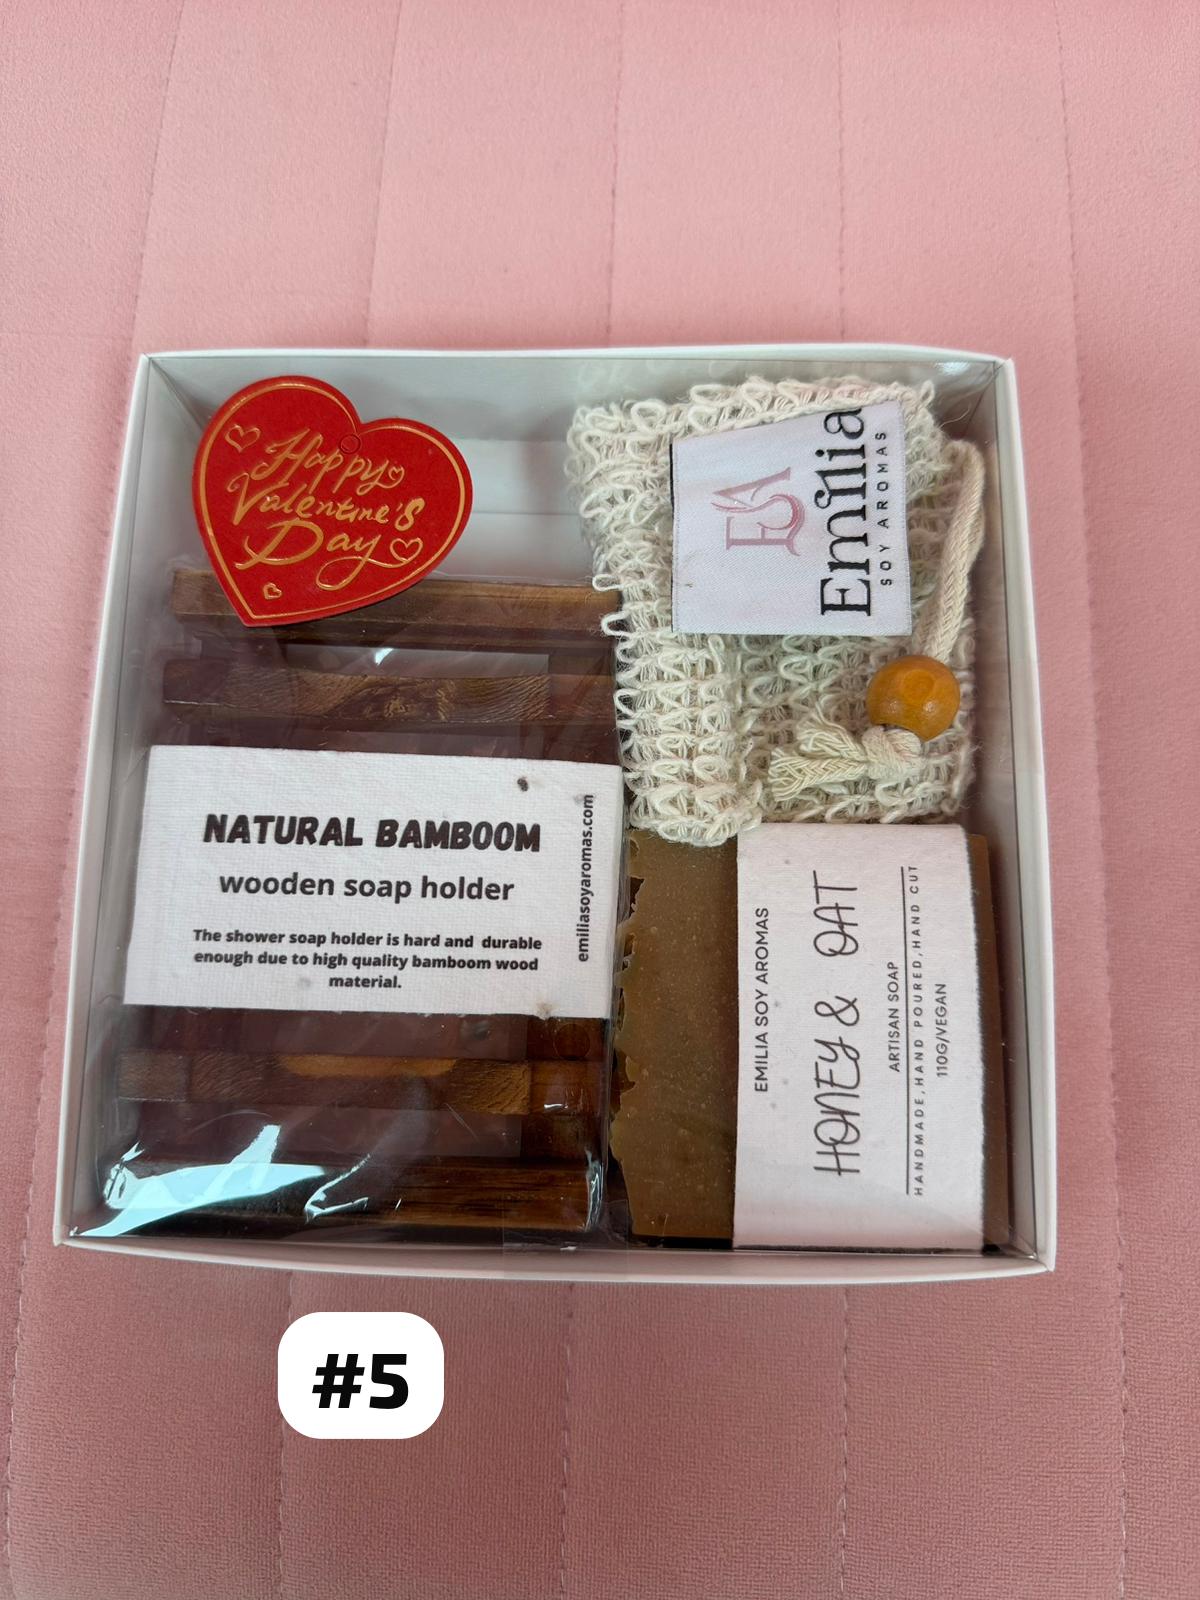 Happy
Valentine's
Day
ESA
Emilia
SOY AROMAS
NATURAL BAMBOOM
wooden soap holder
The shower soap holder is hard and durable
enough due to high quality bamboom wood
material.
emiliasoyaromas.com
EMILIA SOY AROMAS
HONEY & OAT
ARTISAN SOAP
HANDMADE,HAND POURED,HAND CUT
110G/VEGAN
#5